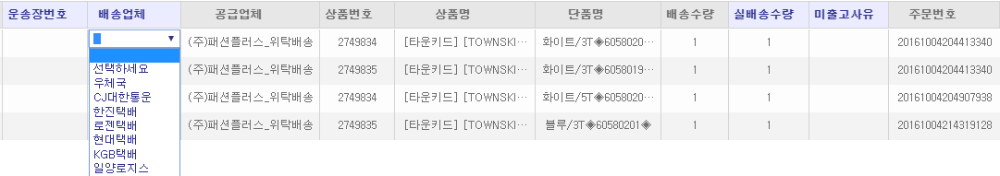 운송장번호 배송업체 공급업체 상품번호 상품명 단품명 배송수량 실배송수량 미출고사유 주문번호
(주)패션플러스_위탁배송 2749834 [타운키드] [TOWNSKI··· 화이트/3T◈6058020··· 1 1 20161004204413340
(주)패션플러스_위탁배송 2749835 [타운키드] [TOWNSKI··· 화이트/3T◈6058019··· 1 1 20161004204413340
(주)패션플러스_위탁배송 2749834 [타운키드] [TOWNSKI··· 화이트/5T◈6058020··· 1 1 20161004204907938
(주)패션플러스_위탁배송 2749835 [타운키드] [TOWNSKI··· 블루/3T◈60580201◈ 1 1 20161004214319128
선택하세요
우체국
CJ대한통운
한진택배
로젠택배
현대택배
KGB택배
일양로지스